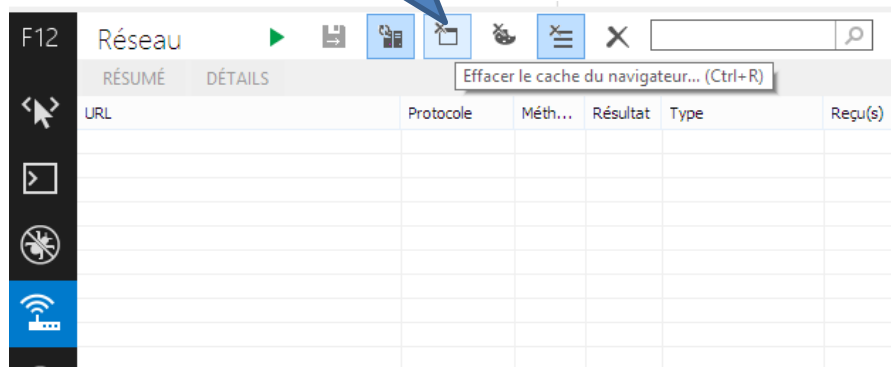 F12 Réseau
RÉSUMÉ DÉTAILS
Effacer le cache du navigateur... (Ctrl+R)
URL Protocole Méth... Résultat Type Reçu(s)